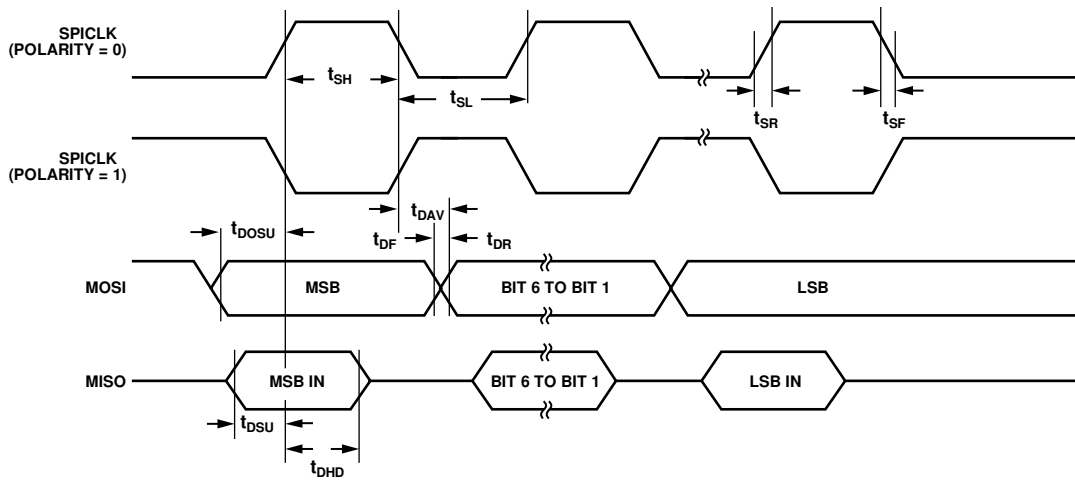 SPICLK
(POLARITY = 0)
tSH
tSL
tSR
tSF
SPICLK
(POLARITY = 1)
tDAV
tDOSU
tDF
tDR
MOSI
MSB
BIT 6 TO BIT 1
LSB
MISO
MSB IN
BIT 6 TO BIT 1
LSB IN
tDSU
tDHD